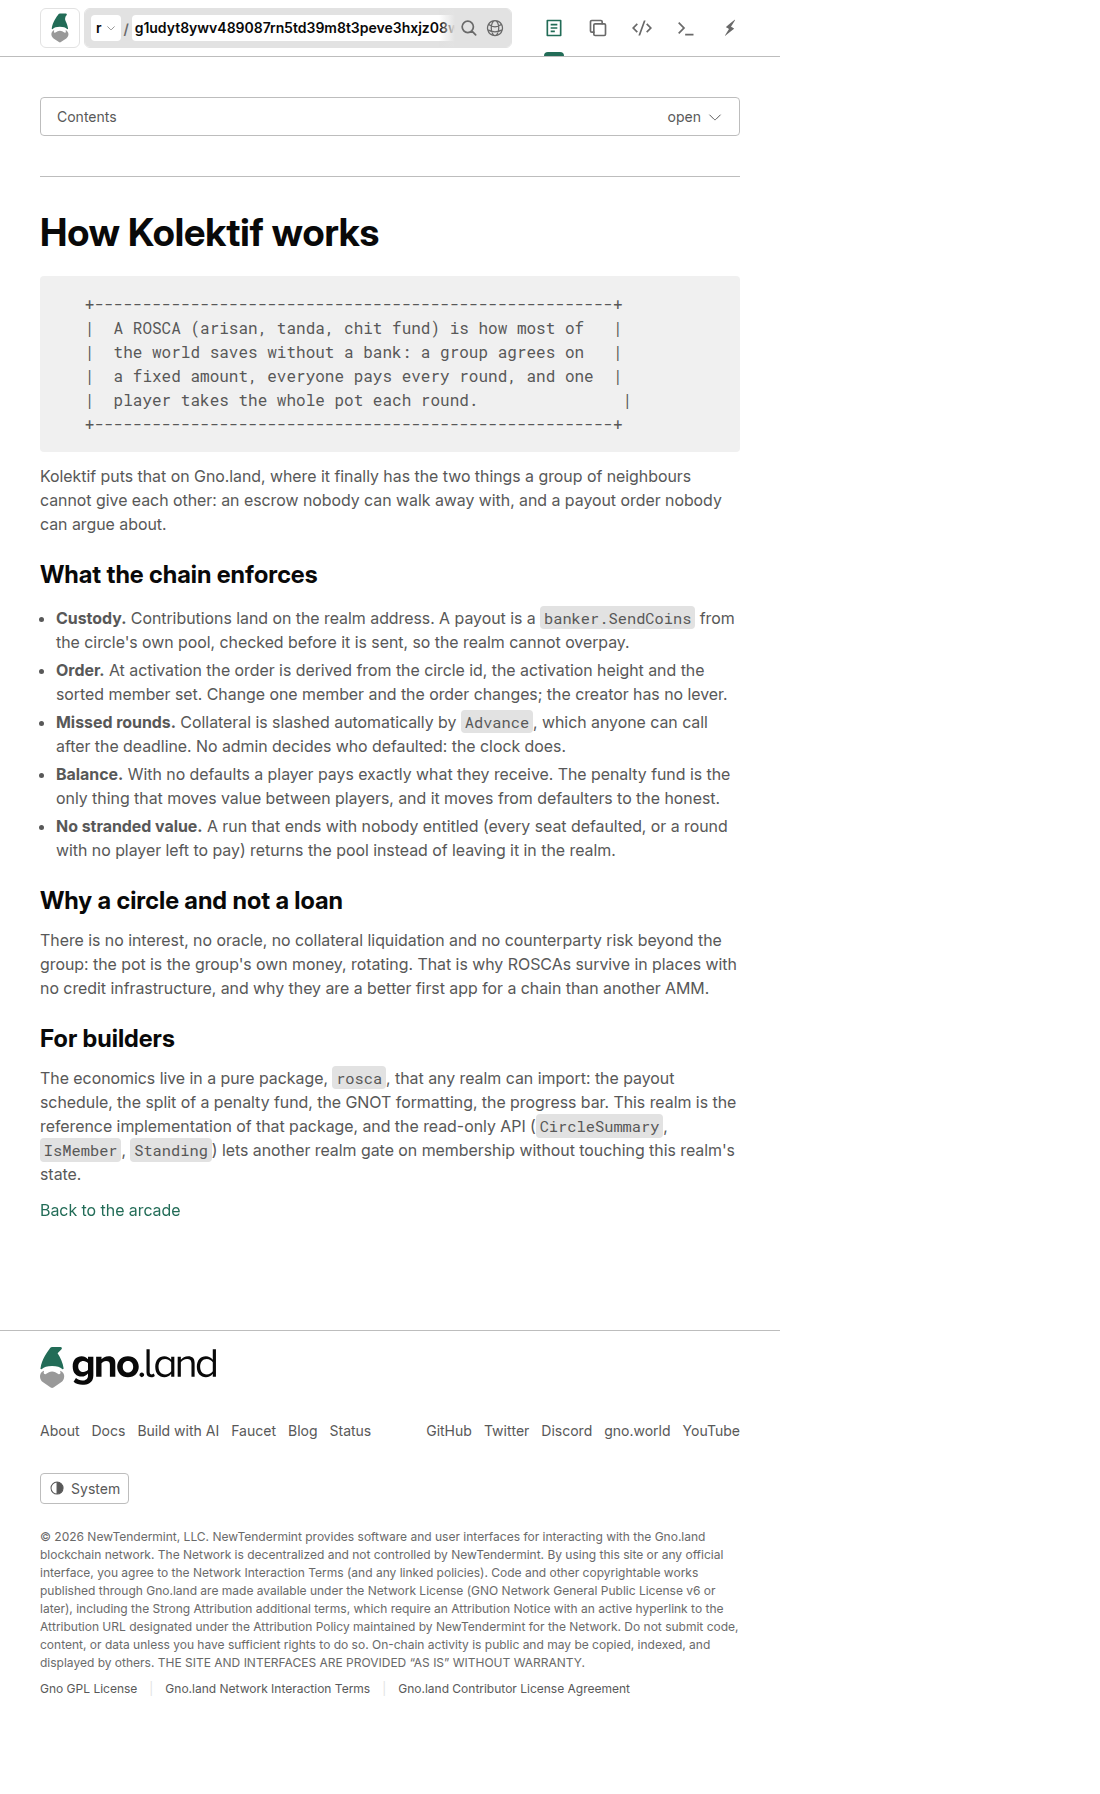 r / g1udyt8ywv489087rn5td39m8t3peve3hxjz08
Contents open
How Kolektif works
+------------------------------------------------------+
|  A ROSCA (arisan, tanda, chit fund) is how most of   |
|  the world saves without a bank: a group agrees on   |
|  a fixed amount, everyone pays every round, and one  |
|  player takes the whole pot each round.               |
+------------------------------------------------------+
Kolektif puts that on Gno.land, where it finally has the two things a group of neighbours
cannot give each other: an escrow nobody can walk away with, and a payout order nobody
can argue about.
What the chain enforces
• Custody. Contributions land on the realm address. A payout is a banker.SendCoins from
the circle's own pool, checked before it is sent, so the realm cannot overpay.
• Order. At activation the order is derived from the circle id, the activation height and the
sorted member set. Change one member and the order changes; the creator has no lever.
• Missed rounds. Collateral is slashed automatically by Advance, which anyone can call
after the deadline. No admin decides who defaulted: the clock does.
• Balance. With no defaults a player pays exactly what they receive. The penalty fund is the
only thing that moves value between players, and it moves from defaulters to the honest.
• No stranded value. A run that ends with nobody entitled (every seat defaulted, or a round
with no player left to pay) returns the pool instead of leaving it in the realm.
Why a circle and not a loan
There is no interest, no oracle, no collateral liquidation and no counterparty risk beyond the
group: the pot is the group's own money, rotating. That is why ROSCAs survive in places with
no credit infrastructure, and why they are a better first app for a chain than another AMM.
For builders
The economics live in a pure package, rosca, that any realm can import: the payout
schedule, the split of a penalty fund, the GNOT formatting, the progress bar. This realm is the
reference implementation of that package, and the read-only API (CircleSummary,
IsMember, Standing) lets another realm gate on membership without touching this realm's
state.
Back to the arcade
gno.land
About Docs Build with AI Faucet Blog Status GitHub Twitter Discord gno.world YouTube
System
© 2026 NewTendermint, LLC. NewTendermint provides software and user interfaces for interacting with the Gno.land
blockchain network. The Network is decentralized and not controlled by NewTendermint. By using this site or any official
interface, you agree to the Network Interaction Terms (and any linked policies). Code and other copyrightable works
published through Gno.land are made available under the Network License (GNO Network General Public License v6 or
later), including the Strong Attribution additional terms, which require an Attribution Notice with an active hyperlink to the
Attribution URL designated under the Attribution Policy maintained by NewTendermint for the Network. Do not submit code,
content, or data unless you have sufficient rights to do so. On-chain activity is public and may be copied, indexed, and
displayed by others. THE SITE AND INTERFACES ARE PROVIDED “AS IS” WITHOUT WARRANTY.
Gno GPL License | Gno.land Network Interaction Terms | Gno.land Contributor License Agreement